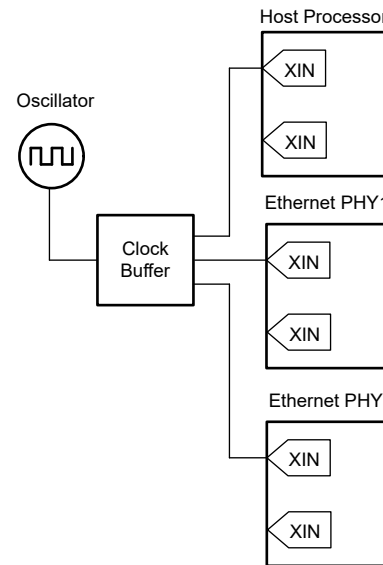 Host Processor
XIN
Oscillator
XIN
Ethernet PHY1
Clock
Buffer
XIN
XIN
Ethernet PHY
XIN
XIN